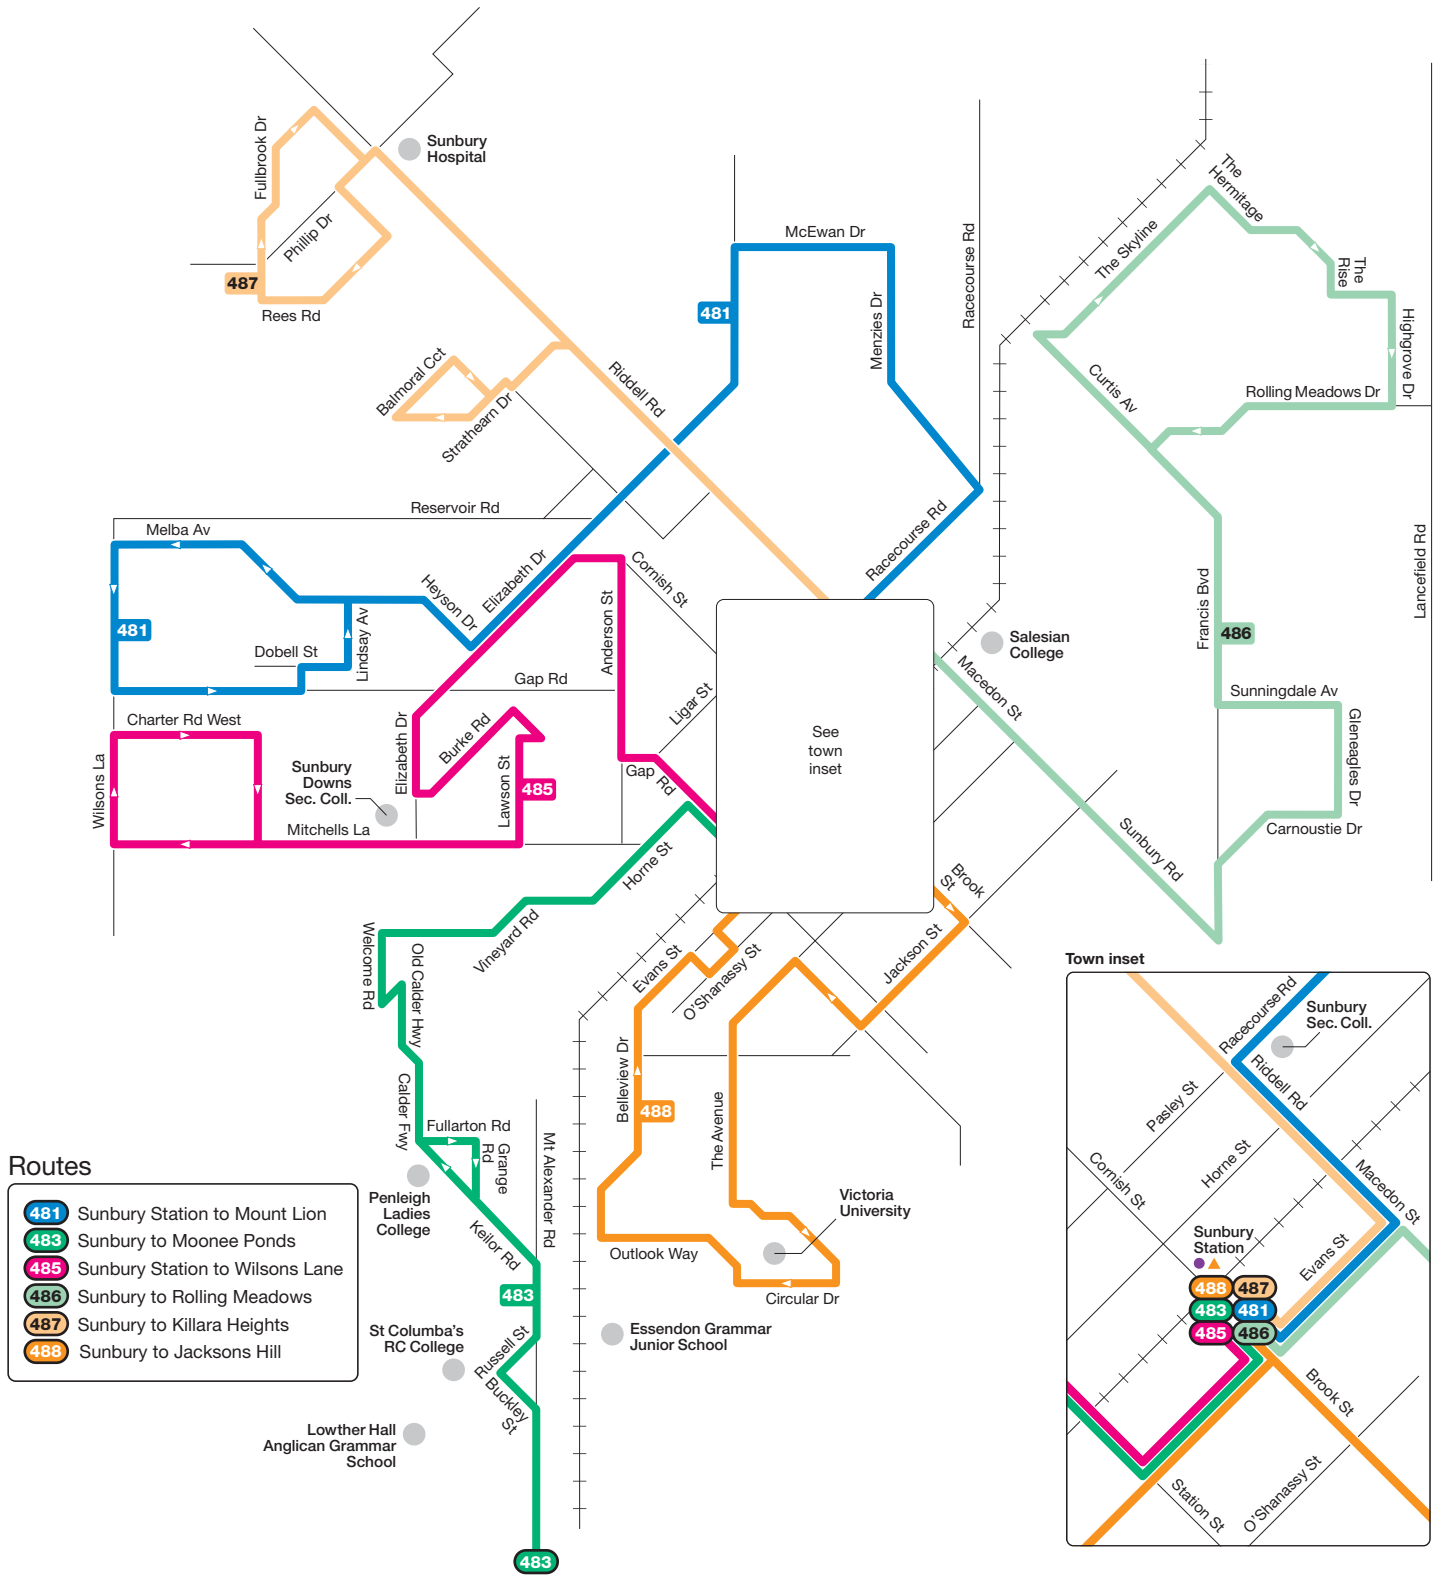 Sunbury
Hospital
Fullbrook Dr
Phillip Dr
487
Rees Rd
The
Hermitage
The Skyline
The
Rise
Highgrove Dr
Rolling Meadows Dr
Curtis Av
McEwan Dr
481
Menzies Dr
Racecourse Rd
Balmoral Cct
Strathearn Dr
Riddell Rd
Reservoir Rd
Melba Av
Heyson Dr
Elizabeth Dr
Cornish St
Racecourse Rd
481
Dobell St
Lindsay Av
Anderson St
Gap Rd
Ligar St
Salesian
College
Macedon St
Francis Bvd
486
Lancefield Rd
Sunningdale Av
Gleneagles Dr
Carnoustie Dr
Sunbury Rd
See
town
inset
Charter Rd West
Wilsons La
Sunbury
Downs
Sec. Coll.
Elizabeth Dr
Burke Rd
Lawson St
485
Gap
Rd
Mitchells La
Horne St
Vineyard Rd
Welcome Rd
Old Calder Hwy
Calder Fwy
Evans St
O'Shanassy St
Brook
St
Jackson St
Belleview Dr
488
The Avenue
Victoria
University
Outlook Way
Circular Dr
Fullarton Rd
Grange
Rd
Mt Alexander Rd
Penleigh
Ladies
College
Keilor Rd
483
St Columba's
RC College
Russell St
Buckley
St
Essendon Grammar
Junior School
Lowther Hall
Anglican Grammar
School
483
Routes
481 Sunbury Station to Mount Lion
483 Sunbury to Moonee Ponds
485 Sunbury Station to Wilsons Lane
486 Sunbury to Rolling Meadows
487 Sunbury to Killara Heights
488 Sunbury to Jacksons Hill
Town inset
Racecourse Rd
Sunbury
Sec. Coll.
Riddell Rd
Pasley St
Cornish St
Horne St
Macedon St
Sunbury
Station
Evans St
488 487
483 481
485 486
Brook St
Station St
O'Shanassy St